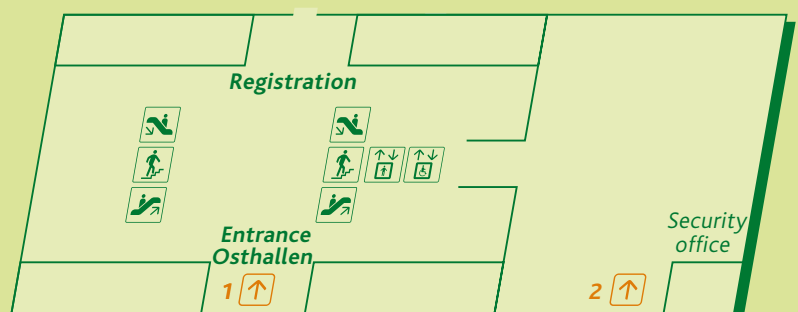 Registration
Entrance
Osthallen
1
2
Security
office